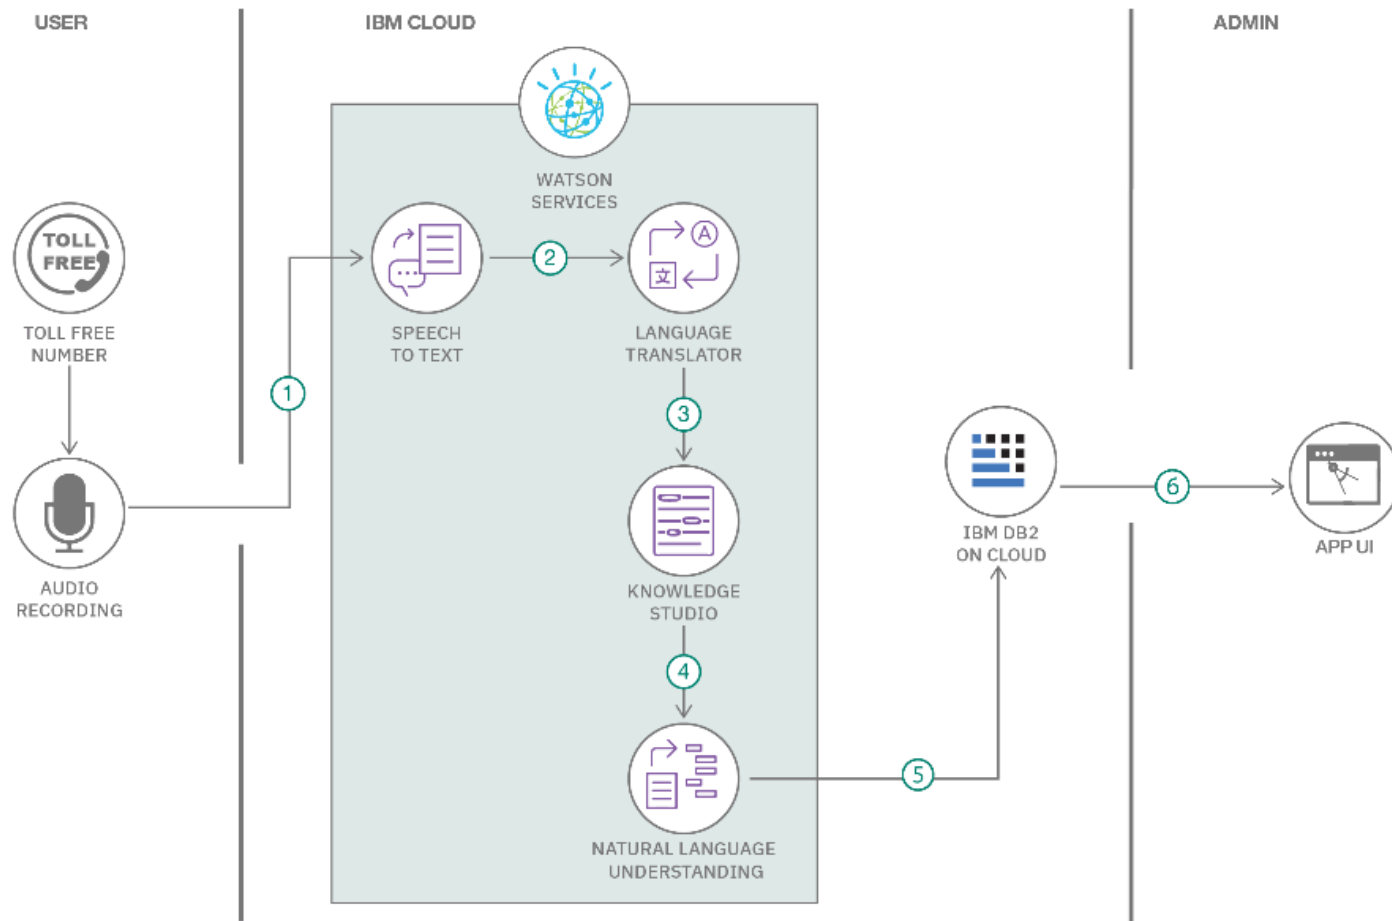 USER
IBM CLOUD
ADMIN
WATSON
SERVICES
TOLL
FREE
TOLL FREE
NUMBER
1
SPEECH
TO TEXT
2
A
文
LANGUAGE
TRANSLATOR
3
AUDIO
RECORDING
KNOWLEDGE
STUDIO
4
NATURAL LANGUAGE
UNDERSTANDING
5
IBM DB2
ON CLOUD
6
APP UI